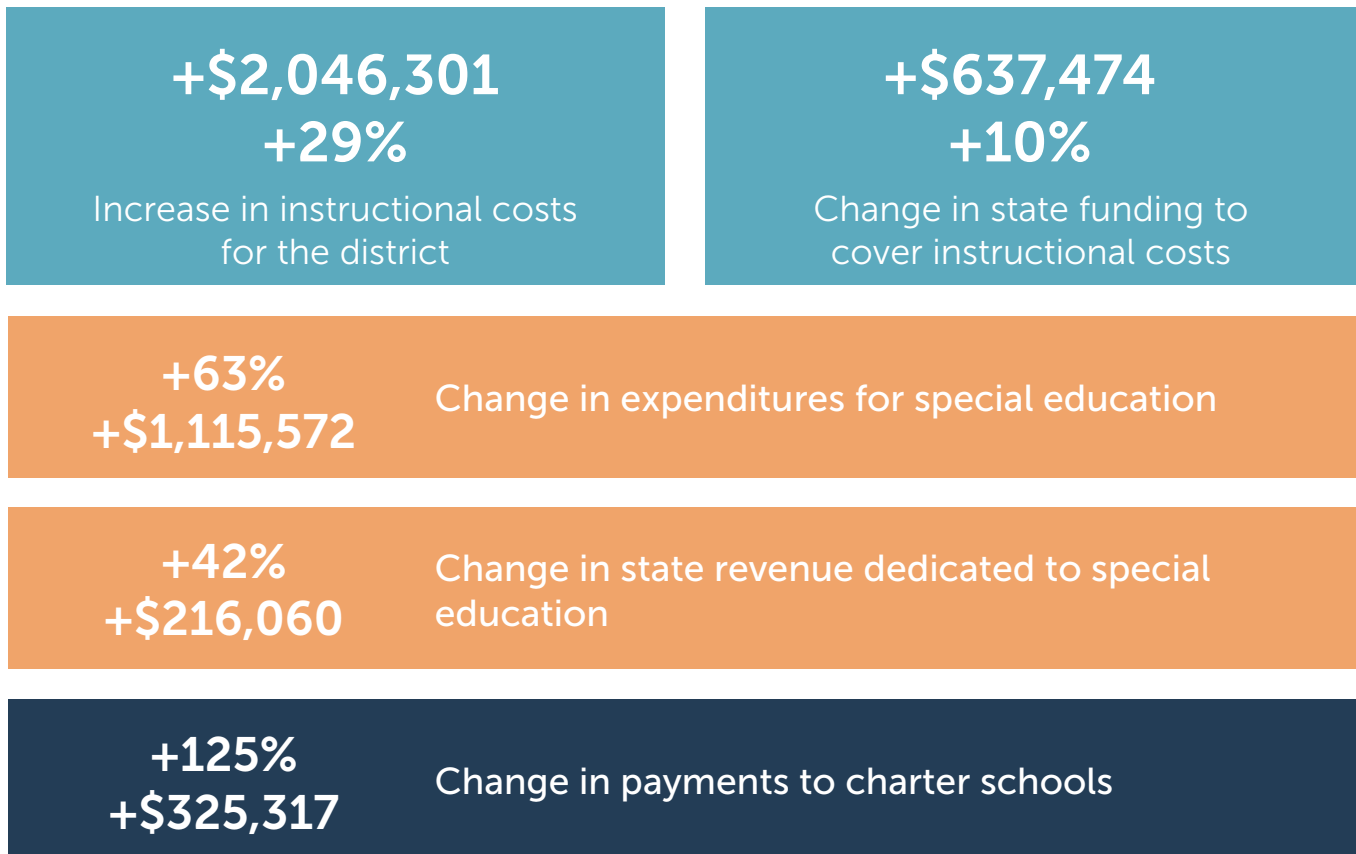 +$2,046,301
+29%
Increase in instructional costs
for the district
+$637,474
+10%
Change in state funding to
cover instructional costs
+63%
+$1,115,572
Change in expenditures for special education
+42%
+$216,060
Change in state revenue dedicated to special
education
+125%
+$325,317
Change in payments to charter schools